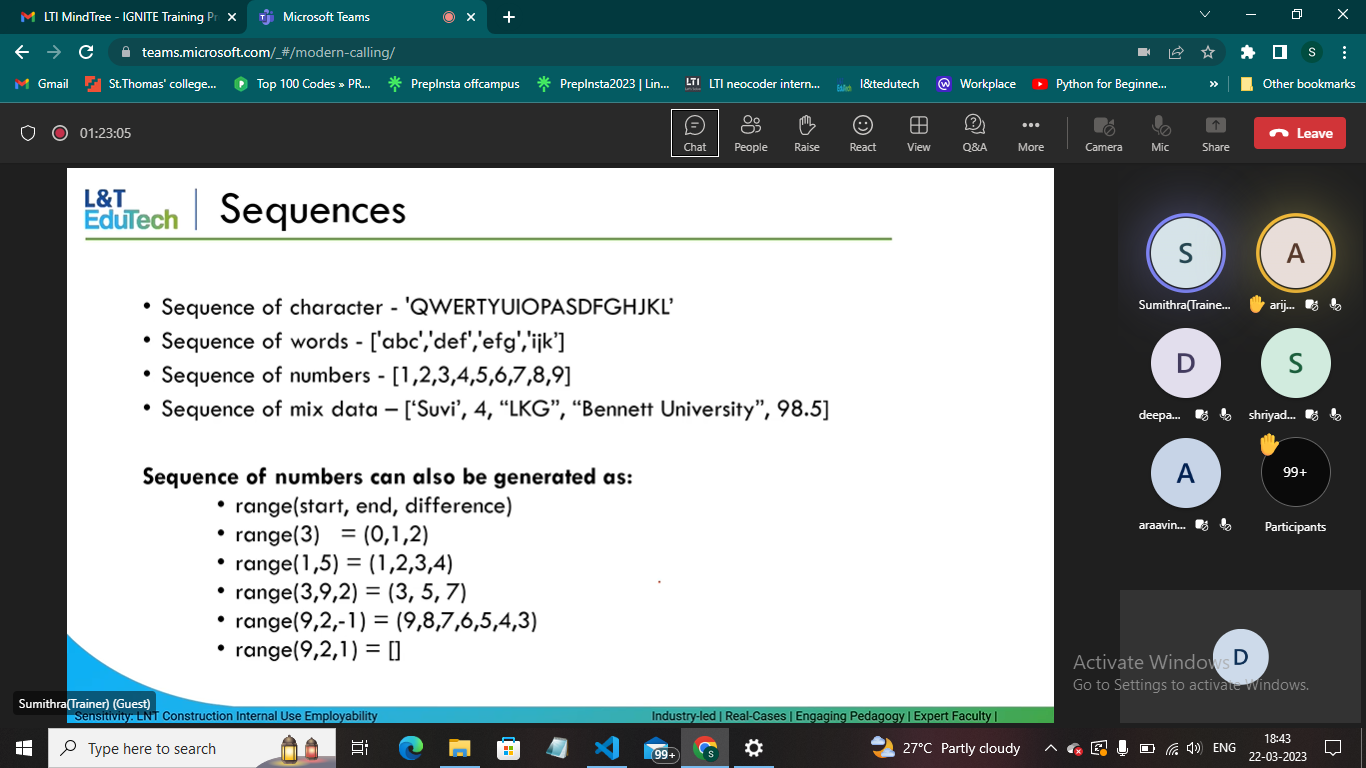 LTI MindTree - IGNITE Training Pr
Microsoft Teams
teams.microsoft.com/_#/modern-calling/
S
Gmail
St.Thomas' college...
Top 100 Codes » PR...
PrepInsta offcampus
PrepInsta2023 | Lin...
LTI neocoder intern...
l&tedutech
Workplace
Python for Beginne...
»
Other bookmarks
01:23:05
Chat
People
Raise
React
View
Q&A
More
Camera
Mic
Share
Leave
L&T
EduTech
Sequences
• Sequence of character - 'QWERTYUIOPASDFGHJKL’
• Sequence of words - ['abc','def','efg','ijk’]
• Sequence of numbers - [1,2,3,4,5,6,7,8,9]
• Sequence of mix data – [‘Suvi’, 4, “LKG”, “Bennett University”, 98.5]
Sequence of numbers can also be generated as:
• range(start, end, difference)
• range(3) = (0,1,2)
• range(1,5) = (1,2,3,4)
• range(3,9,2) = (3, 5, 7)
• range(9,2,-1) = (9,8,7,6,5,4,3)
• range(9,2,1) = []
Sumithra(Trainer) (Guest)
Sensitivity: LNT Construction Internal Use Employability
Industry-led | Real-Cases | Engaging Pedagogy | Expert Faculty |
S
A
Sumithra(Traine...
arij...
D
S
deepa...
shriyad...
A
99+
araavin...
Participants
D
Activate Windows
Go to Settings to activate Windows.
Type here to search
99+
S
27°C Partly cloudy
ENG
18:43
22-03-2023